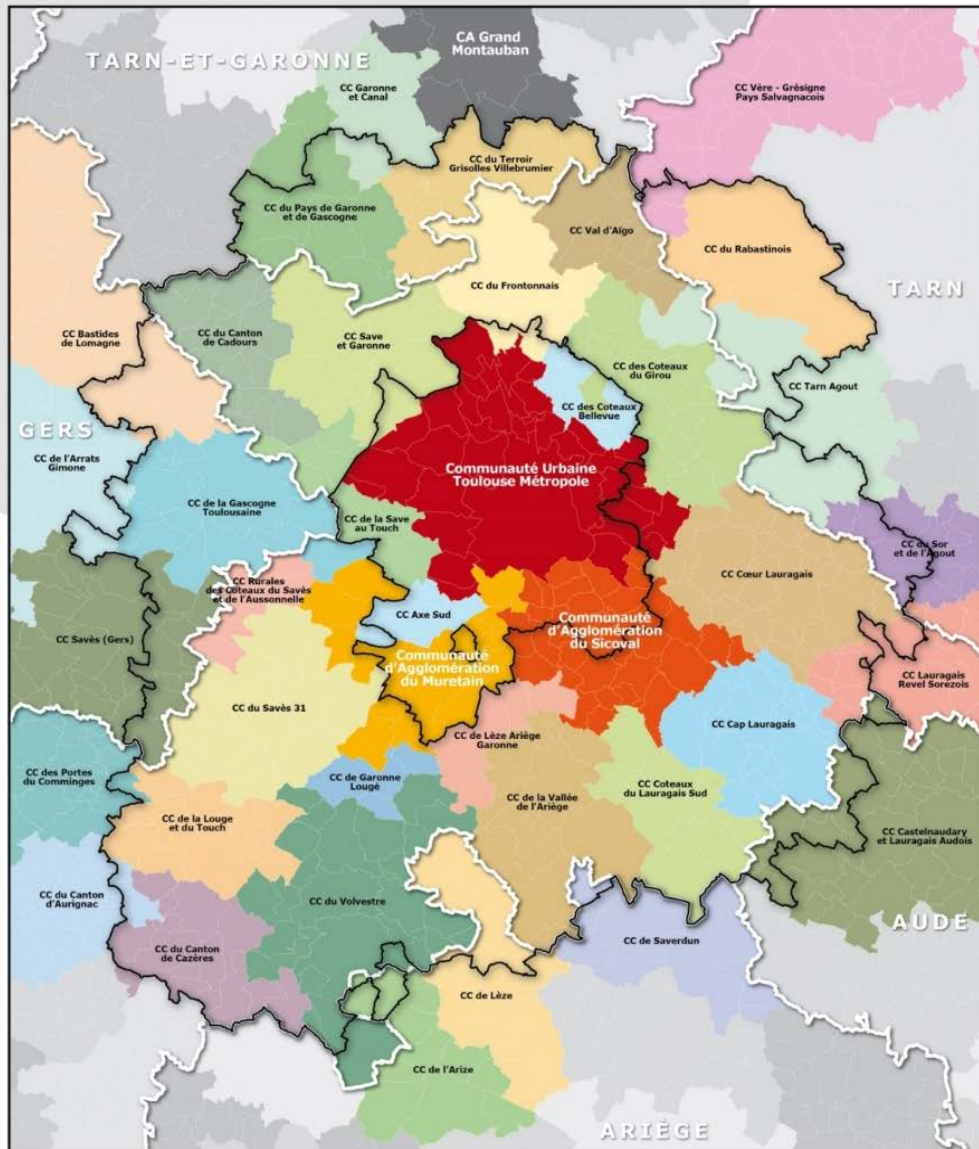 CA Grand
Montauban
TARN-ET-GARONNE
CC Garonne
et Canal
CC Vère - Grésigne
Pays Salvagnacois
CC du Terroir
Grisolles Villebrumier
CC du Pays de Garonne
et de Gascogne
CC Val d'Aïgo
CC du Rabastinois
CC du Frontonnais
TARN
CC Bastides
de Lomagne
CC du Canton
de Cadours
CC Save
et Garonne
CC des Coteaux
du Girou
CC Tarn Agout
CC des Coteaux
Bellevue
GERS
CC de l'Arrats
Gimone
Communauté Urbaine
Toulouse Métropole
CC de la Gascogne
Toulousaine
CC de la Save
au Touch
CC du Sor
et de l'Agout
CC Cœur Lauragais
CC Rurales
des Coteaux du Savès
et de l'Aussonnelle
CC Axe Sud
Communauté
d'Agglomération
du Sicoval
CC Savès (Gers)
Communauté
d'Agglomération
du Muretain
CC Lauragais
Revel Sorezois
CC du Savès 31
CC Cap Lauragais
CC de Lèze Ariège
Garonne
CC des Portes
du Comminges
CC de Garonne
Lougé
CC de la Vallée
de l'Ariège
CC Coteaux
du Lauragais Sud
CC de la Louge
et du Touch
CC Castelnaudary
et Lauragais Audois
CC du Canton
d'Aurignac
CC du Volvestre
AUDE
CC du Canton
de Cazères
CC de Saverdun
CC de Lèze
CC de l'Arize
ARIÈGE